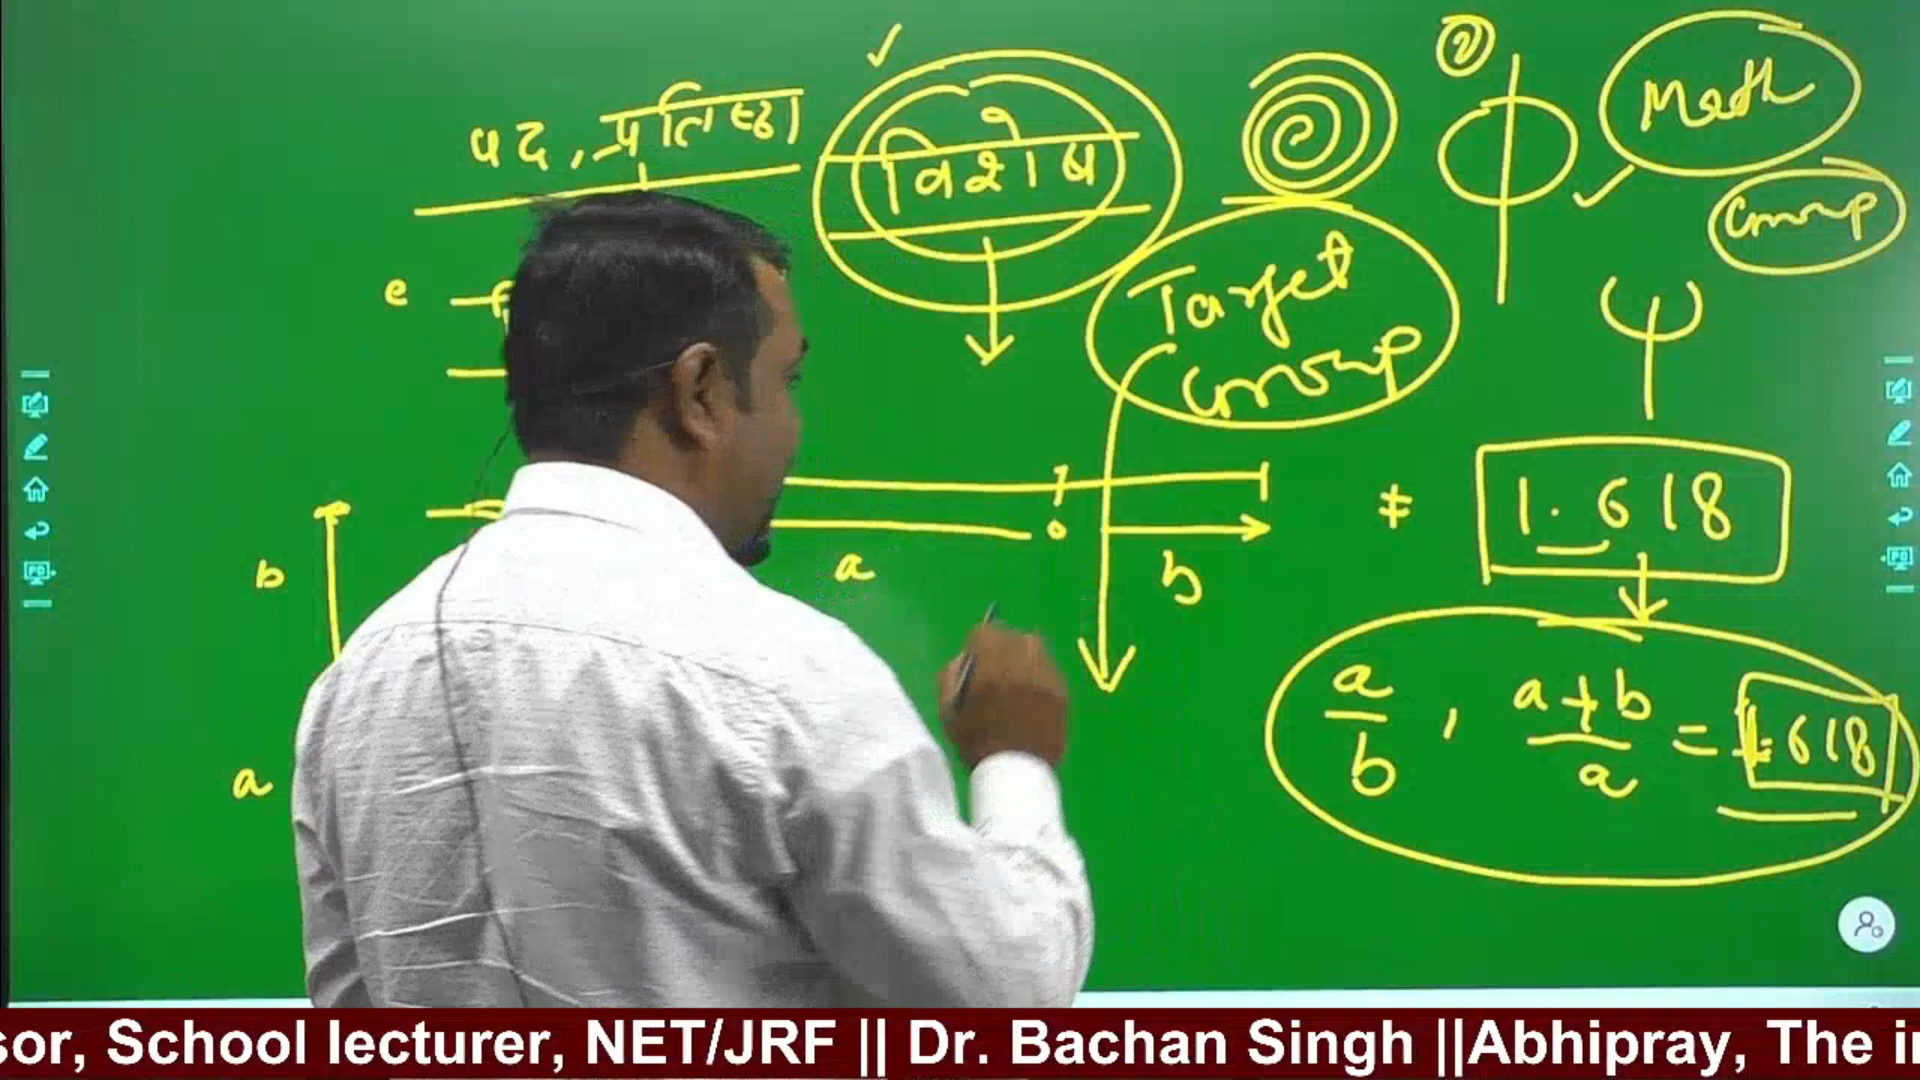 पद, प्रतिष्ठा
विशेष
Math
Group
Target
Group
e
1.618
a
b
b
a
a/b , a+b/a = 1.618
sor, School lecturer, NET/JRF || Dr. Bachan Singh ||Abhipray, The i